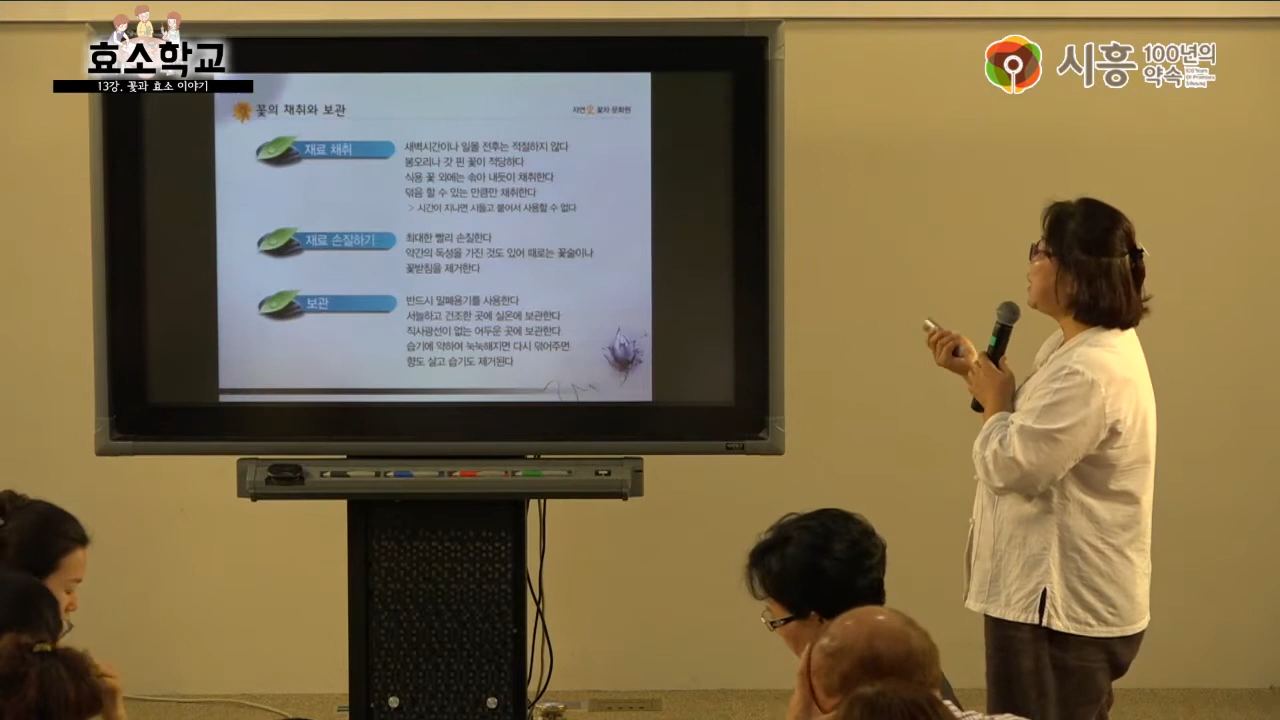 효소학교
13강. 꽃과 효소 이야기
시흥 100년의 약속
꽃의 채취와 보관
자연꽃 꽃차 문화원
재료 채취
새벽시간이나 일몰 전후는 적절하지 않다
봉오리나 갓 핀 꽃이 적당하다
식용 꽃 외에는 솎아 내듯이 채취한다
덖음 할 수 있는 만큼만 채취한다
> 시간이 지나면 시들고 붙어서 사용할 수 없다
재료 손질하기
최대한 빨리 손질한다
약간의 독성을 가진 것도 있어 때로는 꽃술이나
꽃받침을 제거한다
보관
반드시 밀폐용기를 사용한다
서늘하고 건조한 곳에 실온에 보관한다
직사광선이 없는 어두운 곳에 보관한다
습기에 약하여 눅눅해지면 다시 덖어주면
향도 살고 습기도 제거된다